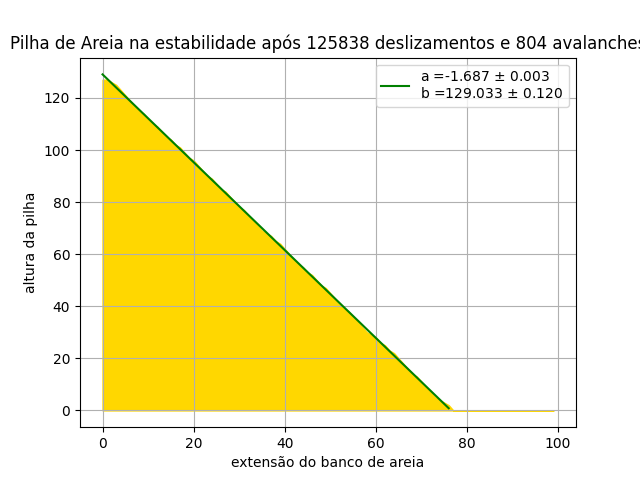 Pilha de Areia na estabilidade após 125838 deslizamentos e 804 avalanches
a =-1.687 ± 0.003
b =129.033 ± 0.120
altura da pilha
120
100
80
60
40
20
0
0 20 40 60 80 100
extensão do banco de areia